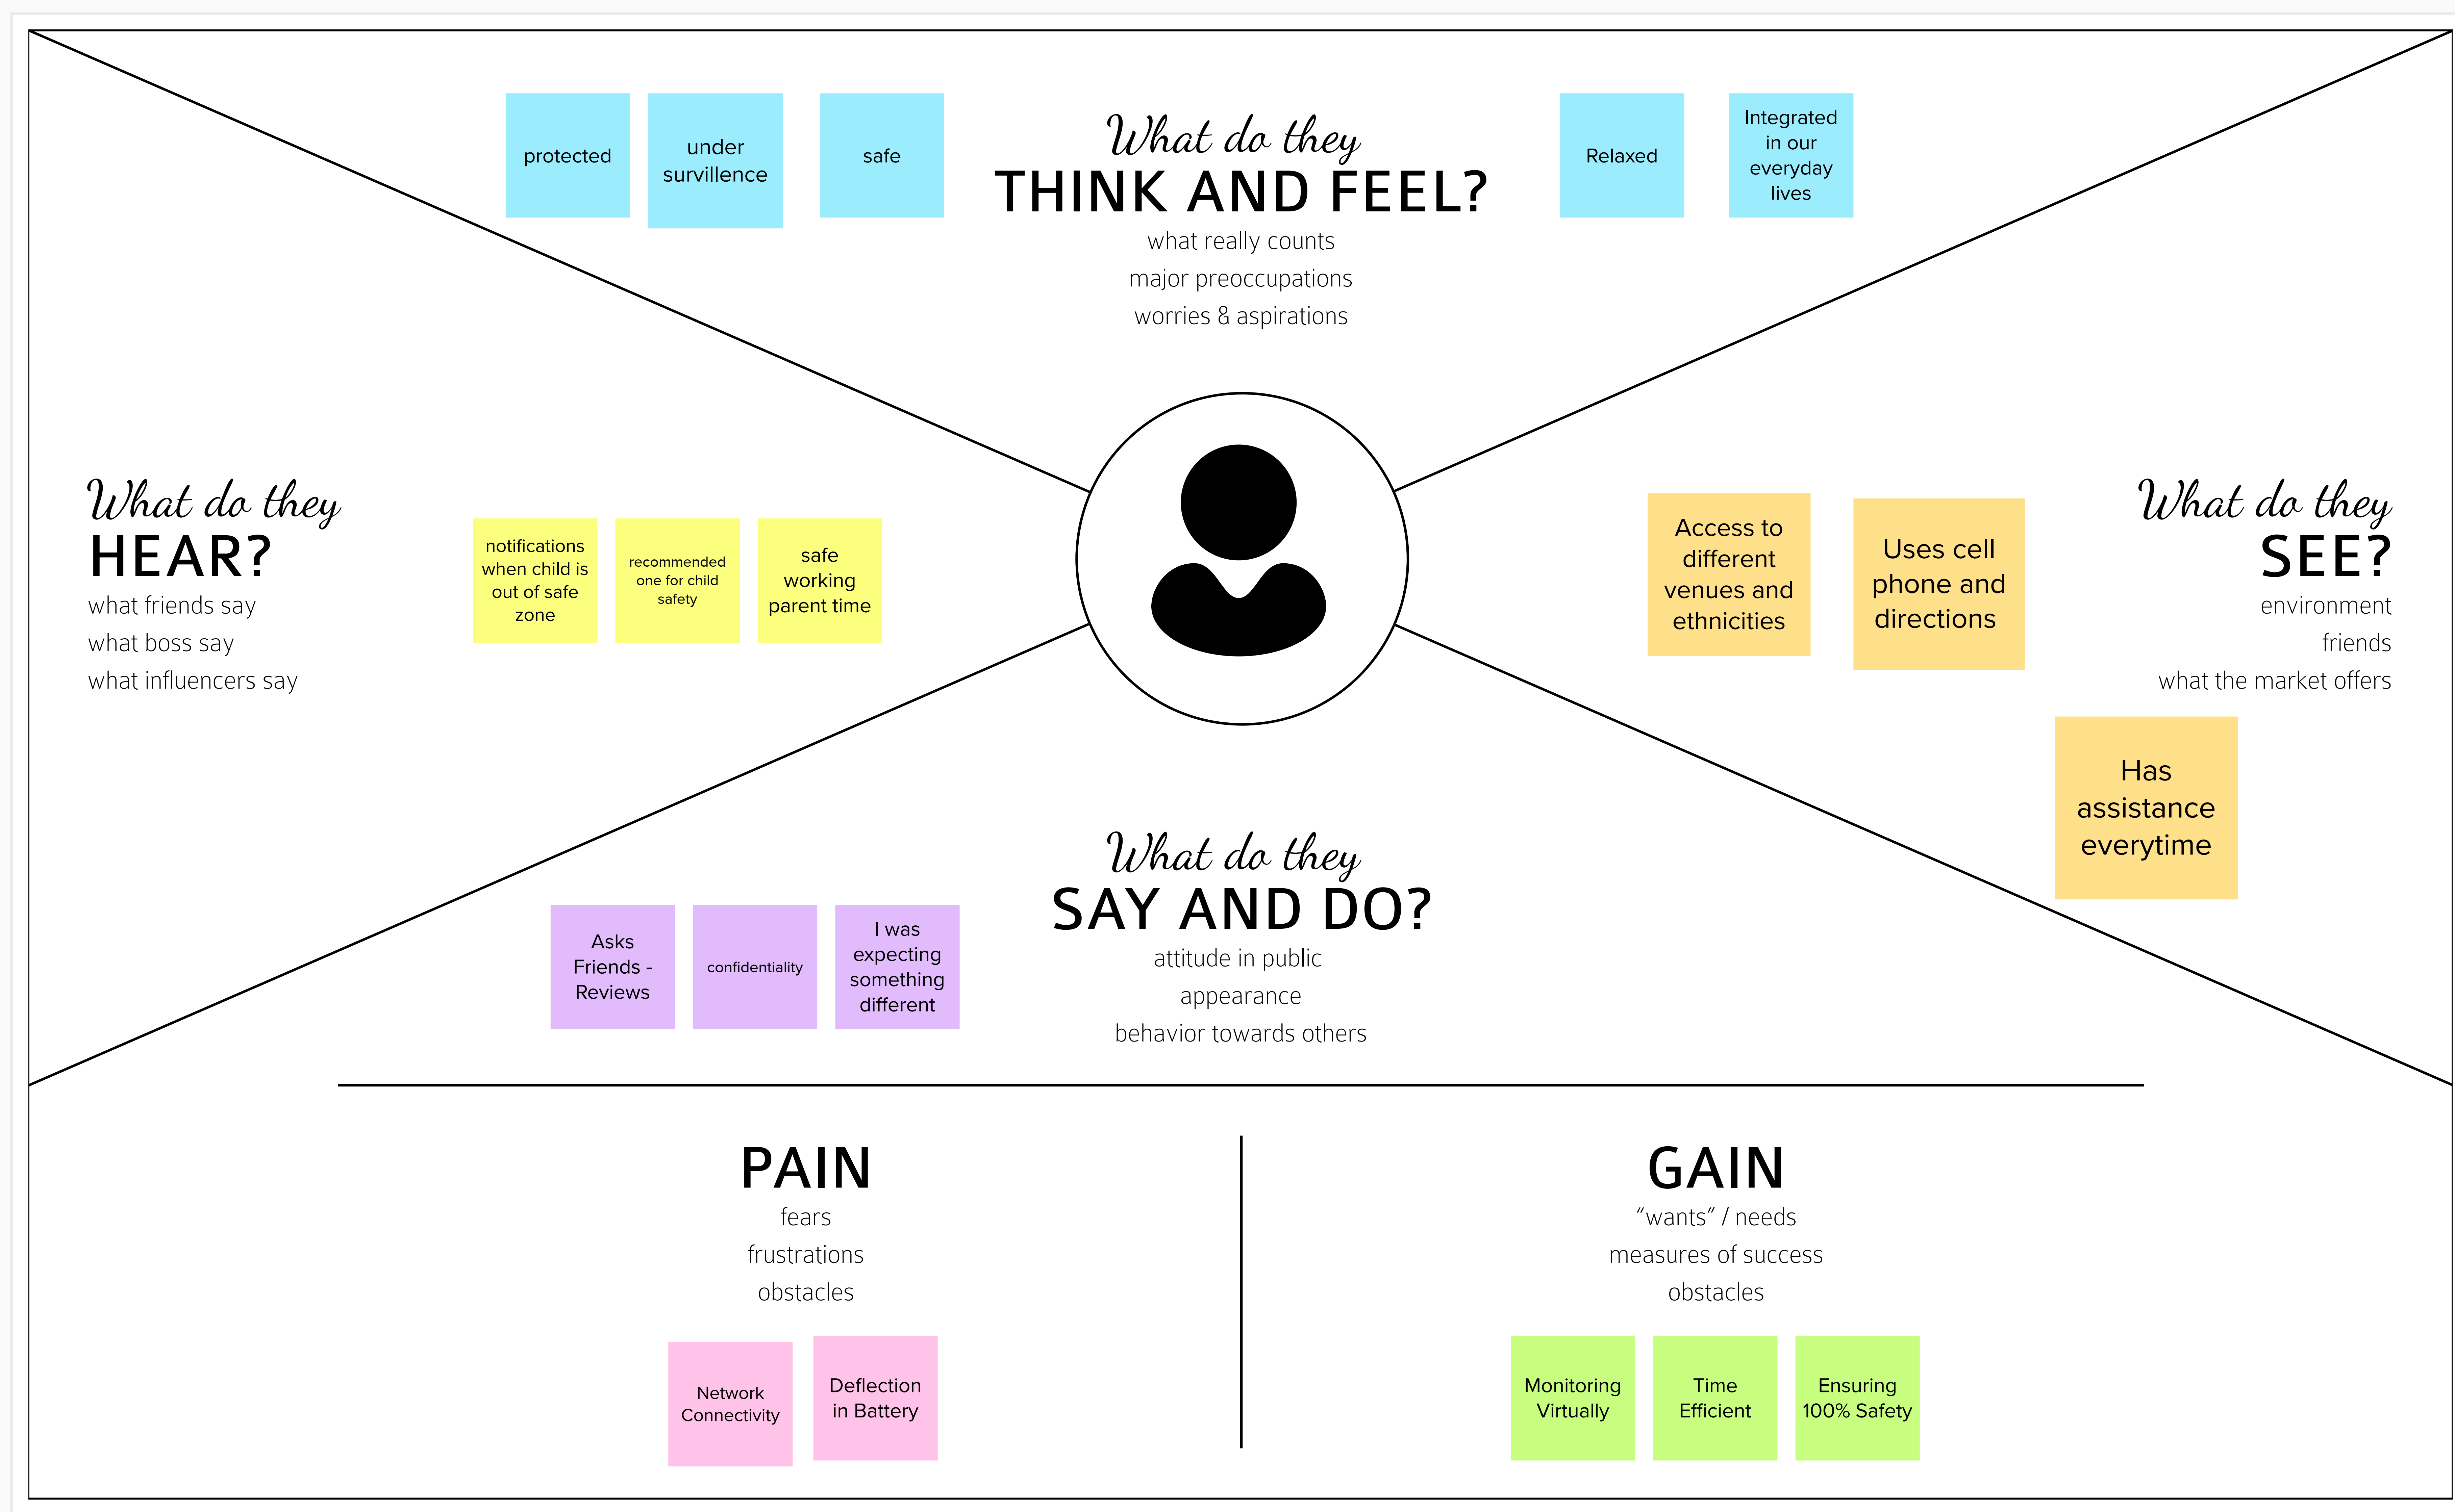 protected
under
survillence
safe
What do they
THINK AND FEEL?
what really counts
major preoccupations
worries & aspirations
Relaxed
Integrated
in our
everyday
lives
What do they
HEAR?
what friends say
what boss say
what influencers say
notifications
when child is
out of safe
zone
recommended
one for child
safety
safe
working
parent time
Access to
different
venues and
ethnicities
Uses cell
phone and
directions
What do they
SEE?
environment
friends
what the market offers
Has
assistance
everytime
What do they
SAY AND DO?
attitude in public
appearance
behavior towards others
Asks
Friends -
Reviews
confidentiality
I was
expecting
something
different
PAIN
fears
frustrations
obstacles
Network
Connectivity
Deflection
in Battery
GAIN
“wants” / needs
measures of success
obstacles
Monitoring
Virtually
Time
Efficient
Ensuring
100% Safety